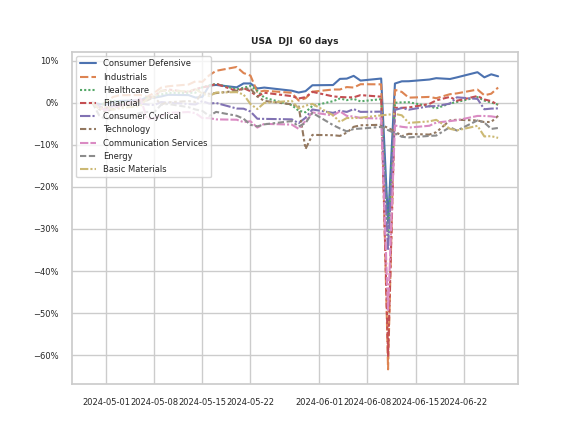 USA  DJI  60 days
10%
0%
−10%
−20%
−30%
−40%
−50%
−60%
Consumer Defensive
Industrials
Healthcare
Financial
Consumer Cyclical
Technology
Communication Services
Energy
Basic Materials
2024-05-01 2024-05-08 2024-05-15 2024-05-22 2024-06-01 2024-06-08 2024-06-15 2024-06-22